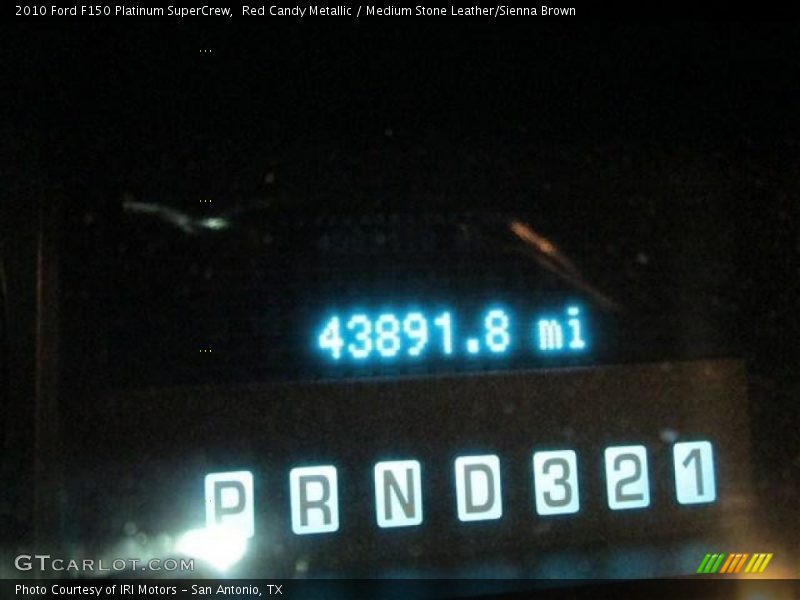 2010 Ford F150 Platinum SuperCrew,  Red Candy Metallic / Medium Stone Leather/Sienna Brown
43891.8 mi
P R N D 3 2 1
GTCARLOT.COM
Photo Courtesy of IRI Motors - San Antonio, TX